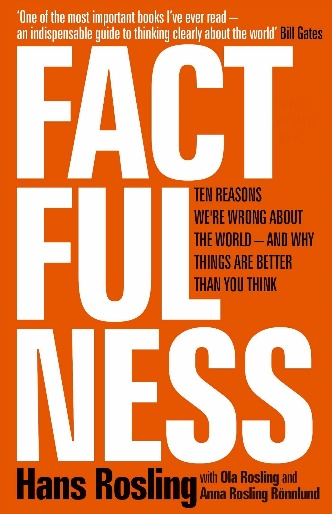 ‘One of the most important books I’ve ever read –
an indispensable guide to thinking clearly about the world’ Bill Gates
FACT
FUL
NESS
TEN REASONS
WE'RE WRONG ABOUT
THE WORLD – AND WHY
THINGS ARE BETTER
THAN YOU THINK
Hans Rosling
with Ola Rosling and
Anna Rosling Rönnlund